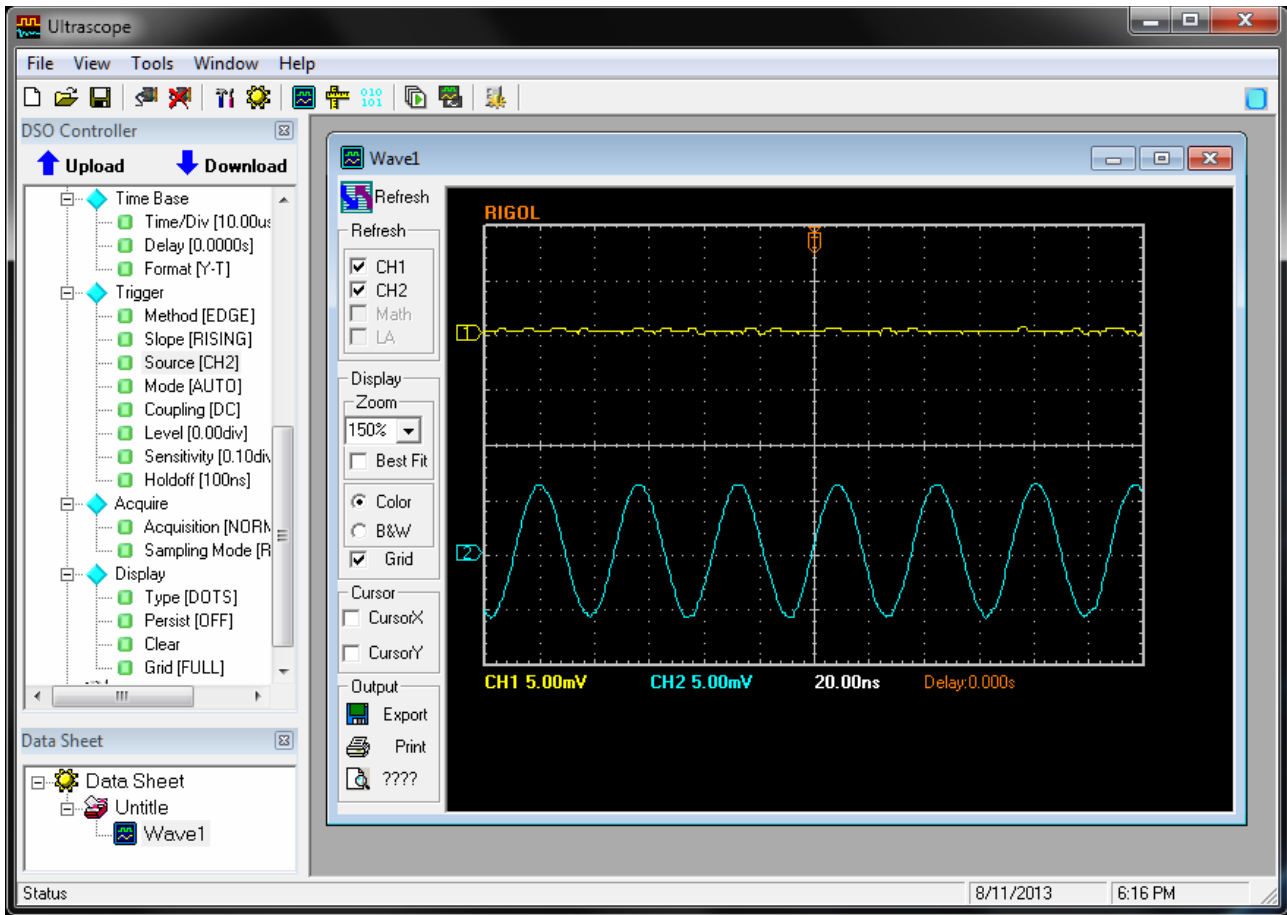 Ultrascope
File View Tools Window Help
DSO Controller
Upload Download
Time Base
Time/Div [10.00us
Delay [0.0000s]
Format [Y-T]
Trigger
Method [EDGE]
Slope [RISING]
Source [CH2]
Mode [AUTO]
Coupling [DC]
Level [0.00div]
Sensitivity [0.10div
Holdoff [100ns]
Acquire
Acquisition [NORM
Sampling Mode [R
Display
Type [DOTS]
Persist [OFF]
Clear
Grid [FULL]
Data Sheet
Data Sheet
Untitle
Wave1
Wave1
Refresh
Refresh
CH1
CH2
Math
LA
Display
Zoom
150%
Best Fit
Color
B&W
Grid
Cursor
CursorX
CursorY
Output
Export
Print
????
RIGOL
T
1
2
CH1 5.00mV CH2 5.00mV 20.00ns Delay:0.000s
Status 8/11/2013 6:16 PM